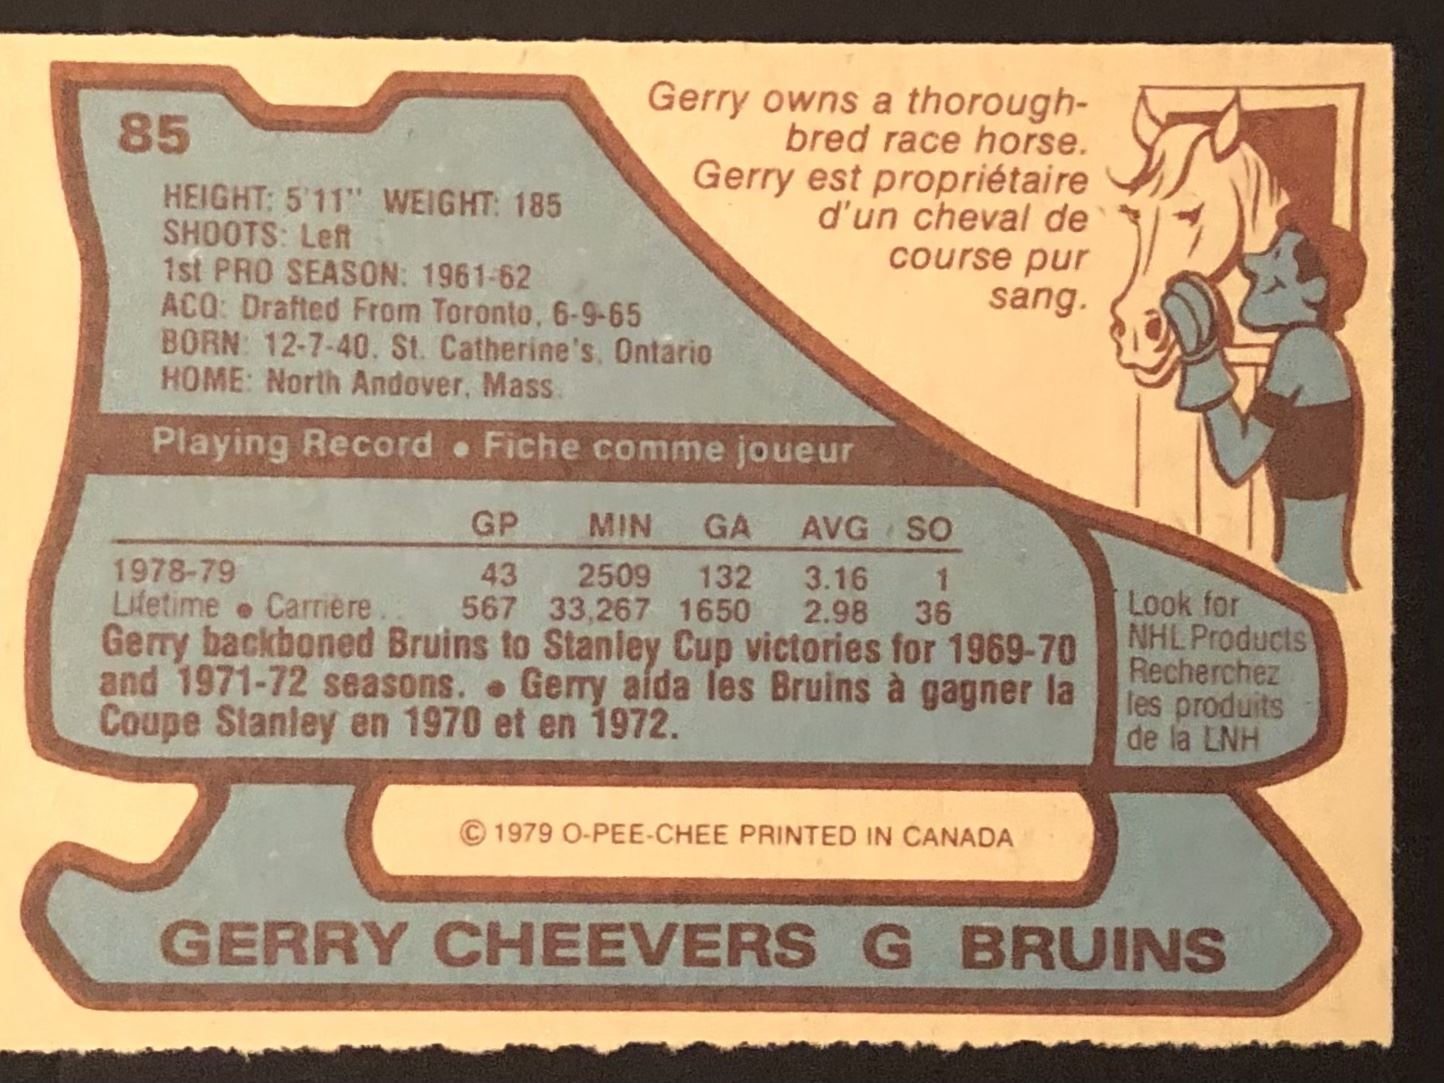 85
HEIGHT: 5'11" WEIGHT: 185
SHOOTS: Left
1st PRO SEASON: 1961-62
ACQ: Drafted From Toronto, 6-9-65
BORN: 12-7-40, St. Catherine's, Ontario
HOME: North Andover, Mass.
Gerry owns a thorough-
bred race horse.
Gerry est propriétaire
d'un cheval de
course pur
sang.
Playing Record • Fiche comme joueur
GP MIN GA AVG SO
1978-79 43 2509 132 3.16 1
Lifetime • Carrière .. 567 33,267 1650 2.98 36
Gerry backboned Bruins to Stanley Cup victories for 1969-70
and 1971-72 seasons. • Gerry aida les Bruins à gagner la
Coupe Stanley en 1970 et en 1972.
Look for
NHL Products
Recherchez
les produits
de la LNH
© 1979 O-PEE-CHEE PRINTED IN CANADA
GERRY CHEEVERS G BRUINS